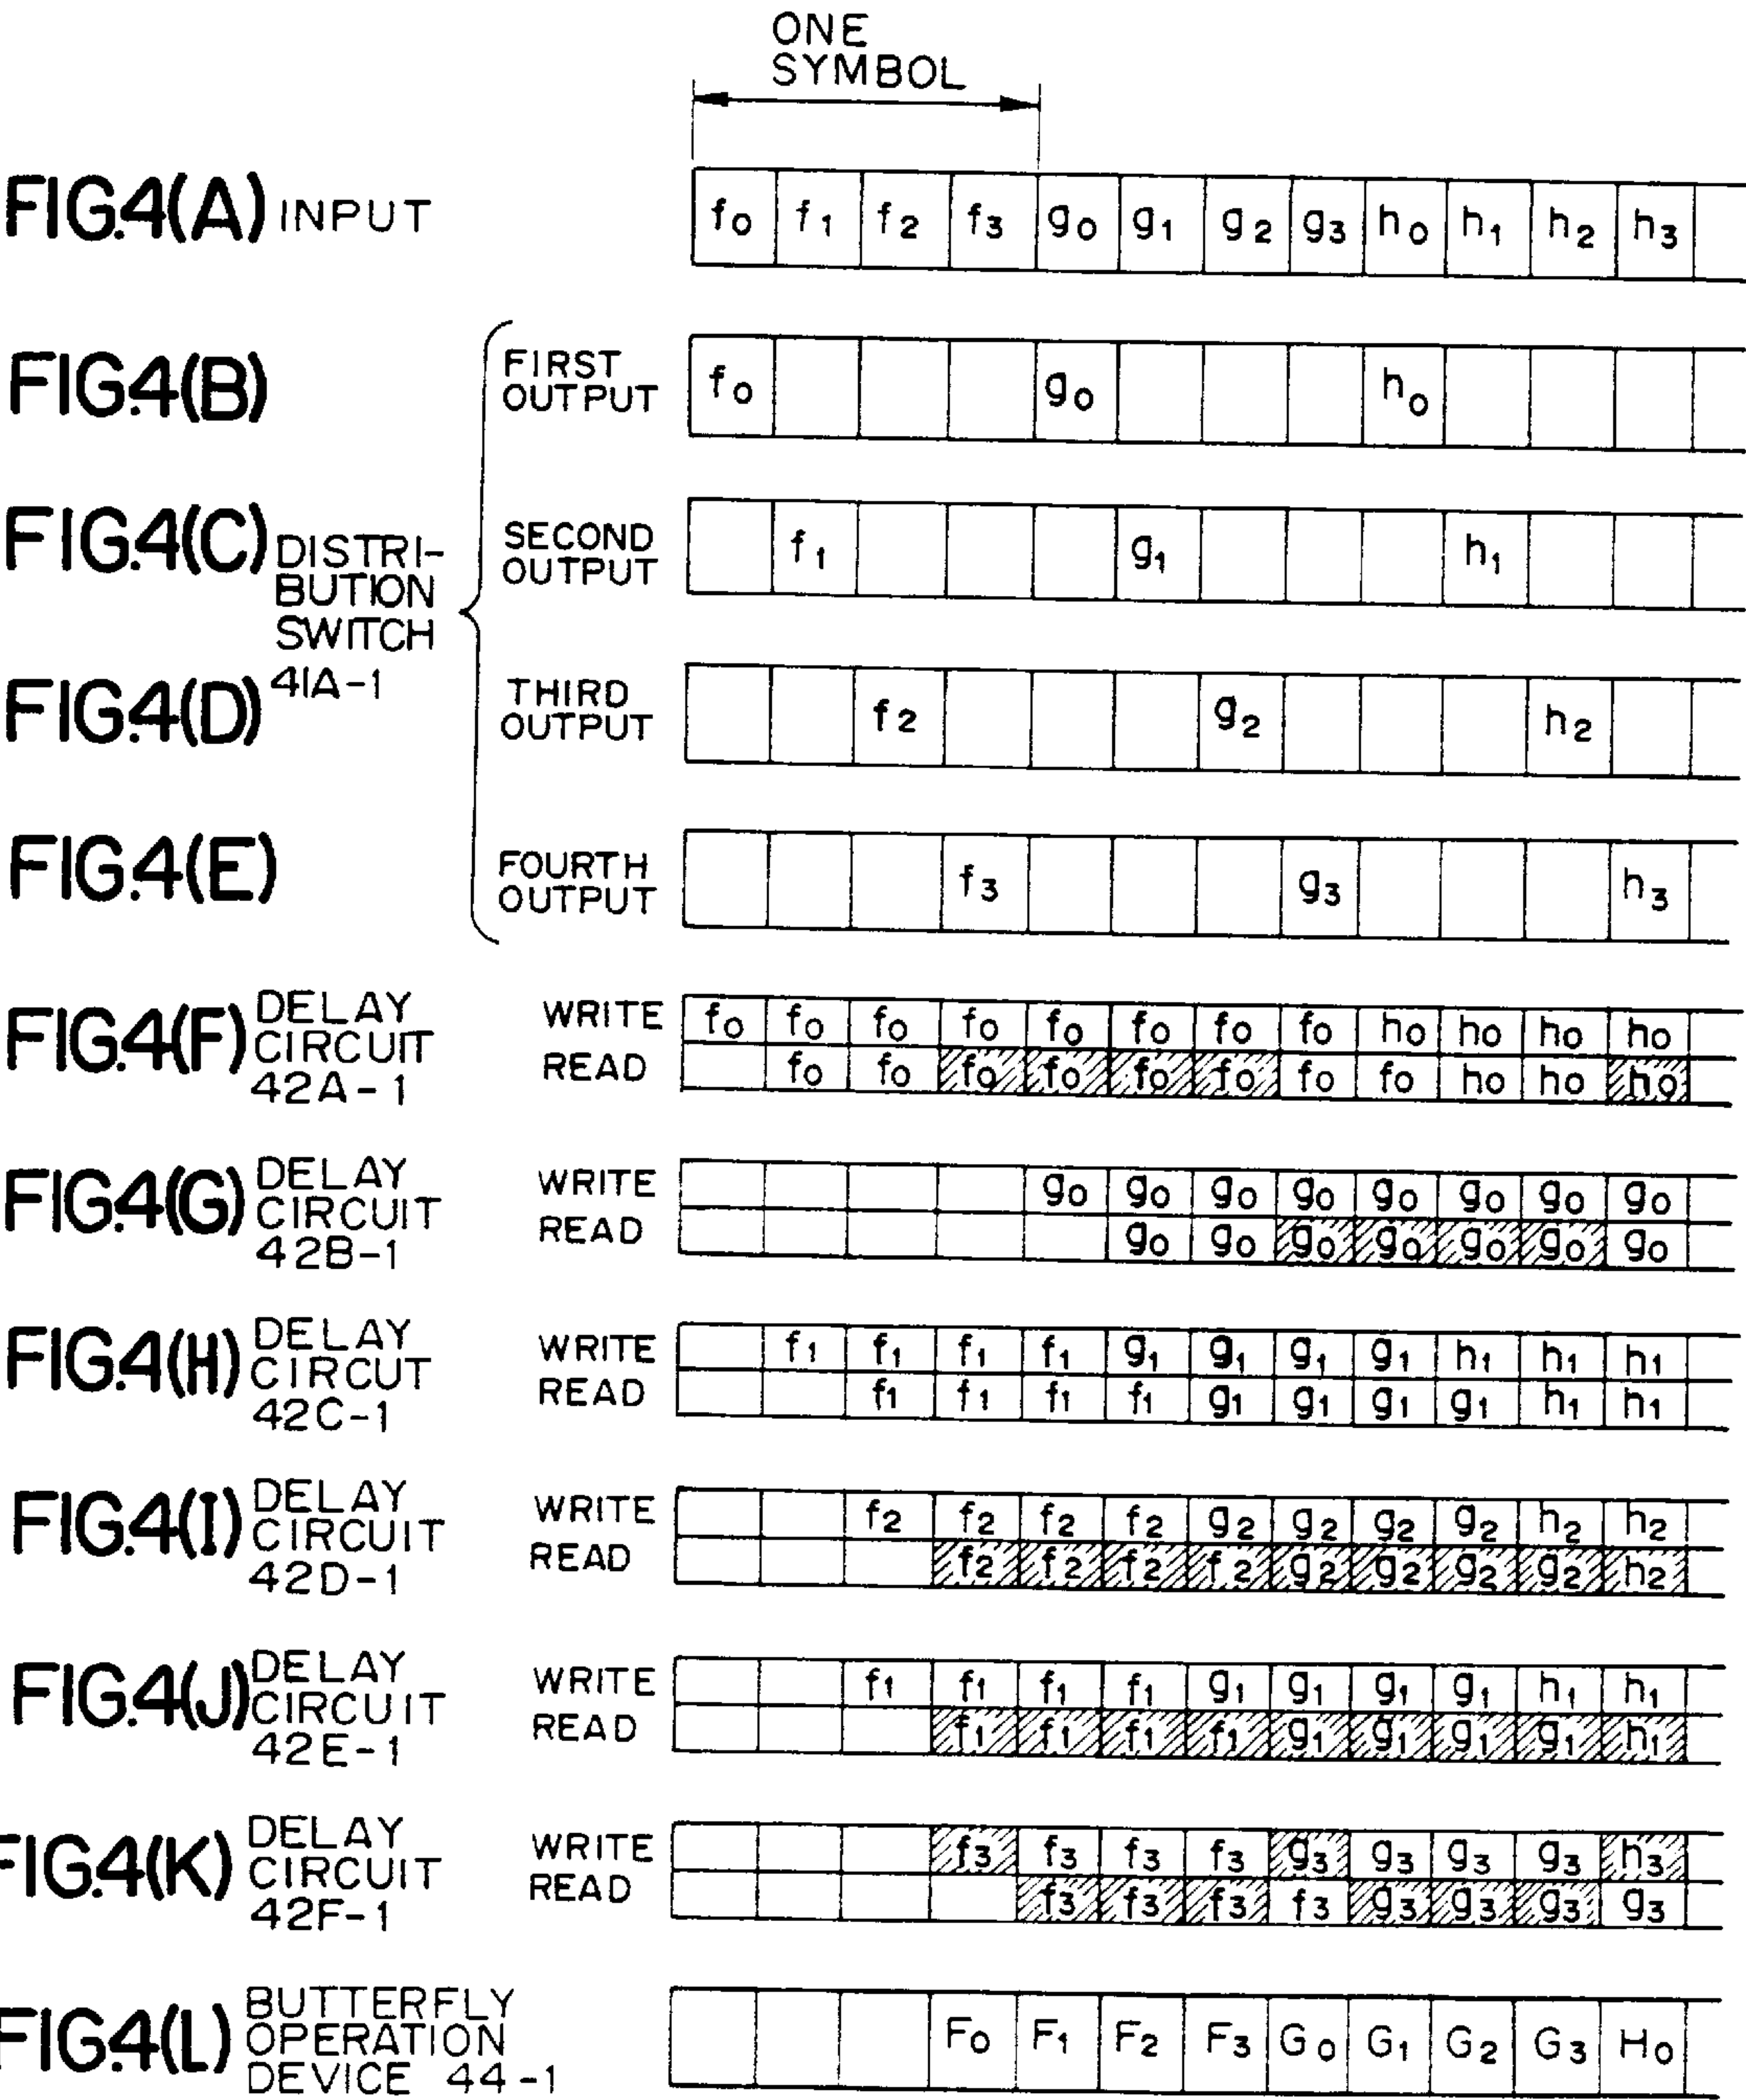 ONE
SYMBOL
FIG.4(A) INPUT f0 f1 f2 f3 g0 g1 g2 g3 h0 h1 h2 h3
FIG.4(B) FIRST OUTPUT f0 g0 h0
FIG.4(C) SECOND OUTPUT f1 g1 h1
DISTRI-
BUTION
SWITCH
41A-1
FIG.4(D) THIRD OUTPUT f2 g2 h2
FIG.4(E) FOURTH OUTPUT f3 g3 h3
FIG.4(F) DELAY CIRCUIT 42A-1
WRITE f0 f0 f0 f0 f0 f0 f0 f0 h0 h0 h0 h0
READ f0 f0 f0 f0 f0 f0 f0 f0 h0 h0 h0
FIG.4(G) DELAY CIRCUIT 42B-1
WRITE g0 g0 g0 g0 g0 g0 g0 g0
READ g0 g0 g0 g0 g0 g0 g0
FIG.4(H) DELAY CIRCUT 42C-1
WRITE f1 f1 f1 f1 g1 g1 g1 g1 h1 h1 h1
READ f1 f1 f1 f1 g1 g1 g1 g1 h1 h1
FIG.4(I) DELAY CIRCUIT 42D-1
WRITE f2 f2 f2 f2 g2 g2 g2 g2 h2 h2
READ f2 f2 f2 f2 g2 g2 g2 g2 h2
FIG.4(J) DELAY CIRCUIT 42E-1
WRITE f1 f1 f1 f1 g1 g1 g1 g1 h1 h1
READ f1 f1 f1 f1 g1 g1 g1 g1 h1
FIG.4(K) DELAY CIRCUIT 42F-1
WRITE f3 f3 f3 f3 g3 g3 g3 g3 h3
READ f3 f3 f3 f3 g3 g3 g3 g3
FIG.4(L) BUTTERFLY OPERATION DEVICE 44-1
F0 F1 F2 F3 G0 G1 G2 G3 H0